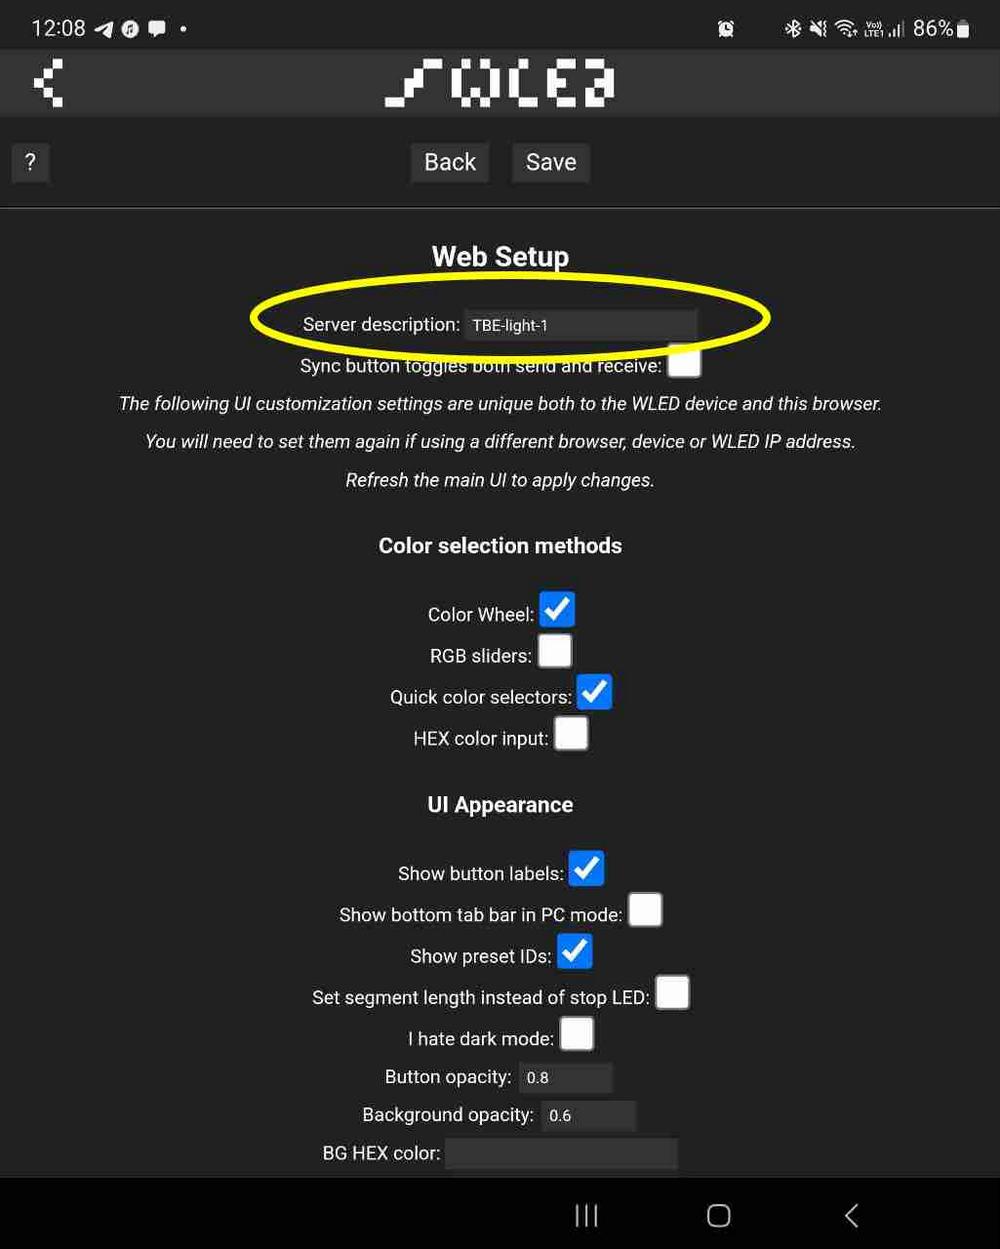 12:08 86%
WLED
?
Back Save
Web Setup
Server description: TBE-light-1
Sync button toggles both send and receive:
The following UI customization settings are unique both to the WLED device and this browser.
You will need to set them again if using a different browser, device or WLED IP address.
Refresh the main UI to apply changes.
Color selection methods
Color Wheel:
RGB sliders:
Quick color selectors:
HEX color input:
UI Appearance
Show button labels:
Show bottom tab bar in PC mode:
Show preset IDs:
Set segment length instead of stop LED:
I hate dark mode:
Button opacity: 0.8
Background opacity: 0.6
BG HEX color: